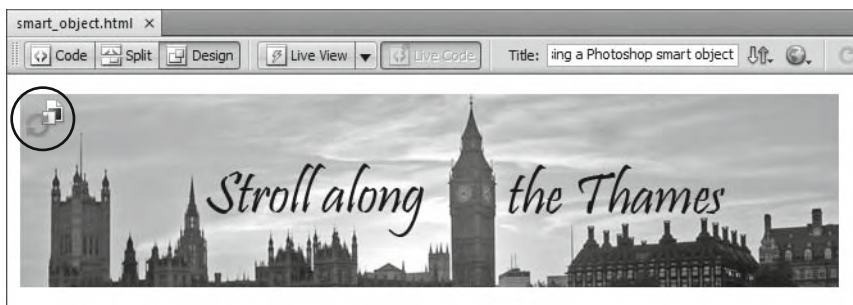 smart_object.html ×
Code Split Design Live View Live Code Title: ing a Photoshop smart object
Stroll along the Thames